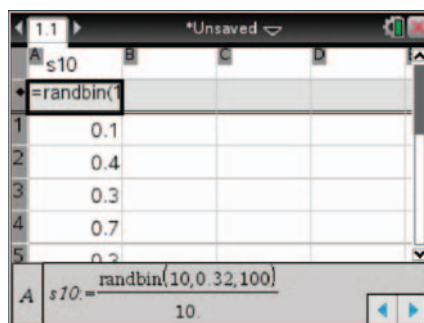 1.1 *Unsaved
A s10 B C D
=randbin(1
1 0.1
2 0.4
3 0.3
4 0.7
5
A s10:=randbin(10,0.32,100)
10.